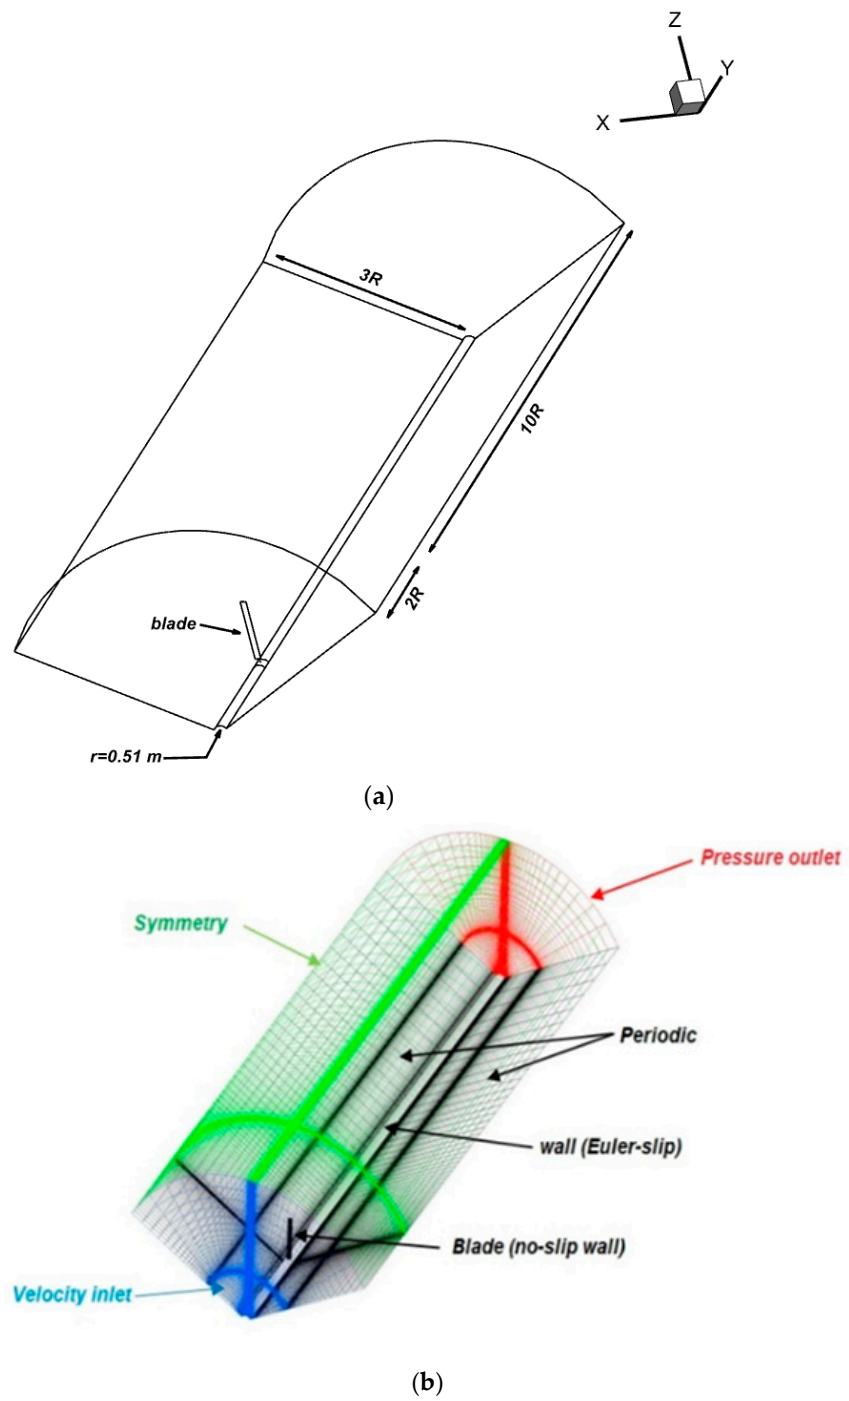 Z
Y
X
3R
10R
2R
blade
r=0.51 m
(a)
Pressure outlet
Symmetry
Periodic
wall (Euler-slip)
Blade (no-slip wall)
Velocity inlet
(b)